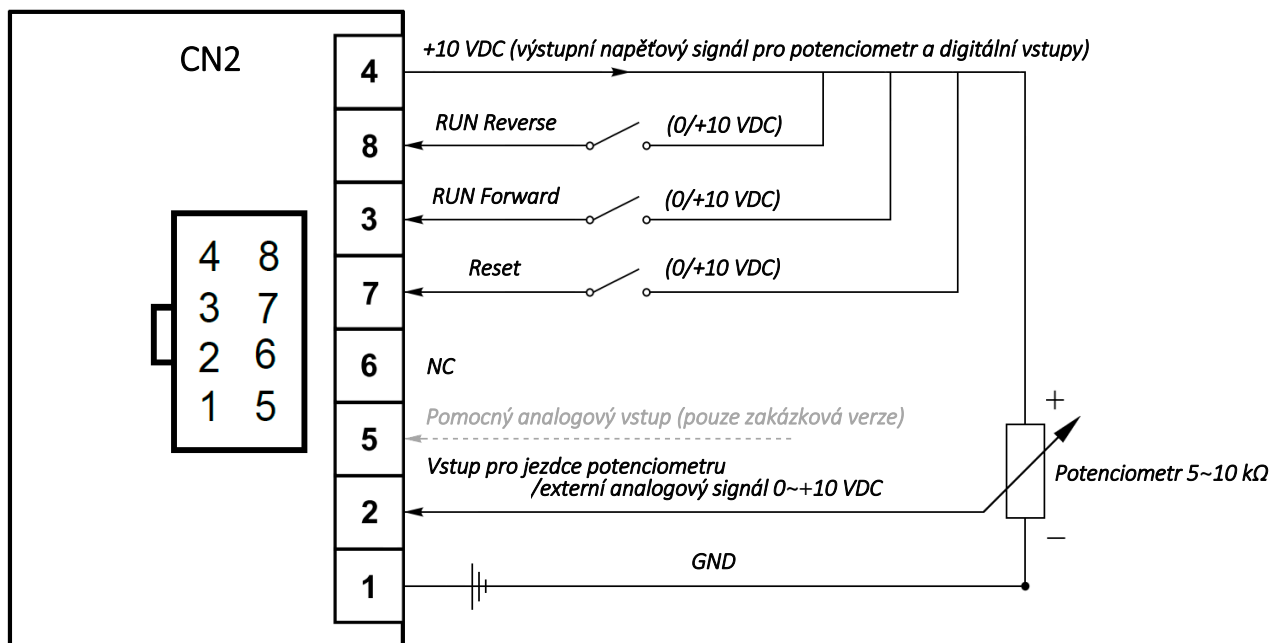 CN2
4 +10 VDC (výstupní napěťový signál pro potenciometr a digitální vstupy)
8 RUN Reverse (0/+10 VDC)
3 RUN Forward (0/+10 VDC)
7 Reset (0/+10 VDC)
6 NC
5 Pomocný analogový vstup (pouze zakázková verze)
2 Vstup pro jezdce potenciometru
/externí analogový signál 0~+10 VDC
1 GND
4 8
3 7
2 6
1 5
+
Potenciometr 5~10 kΩ
−